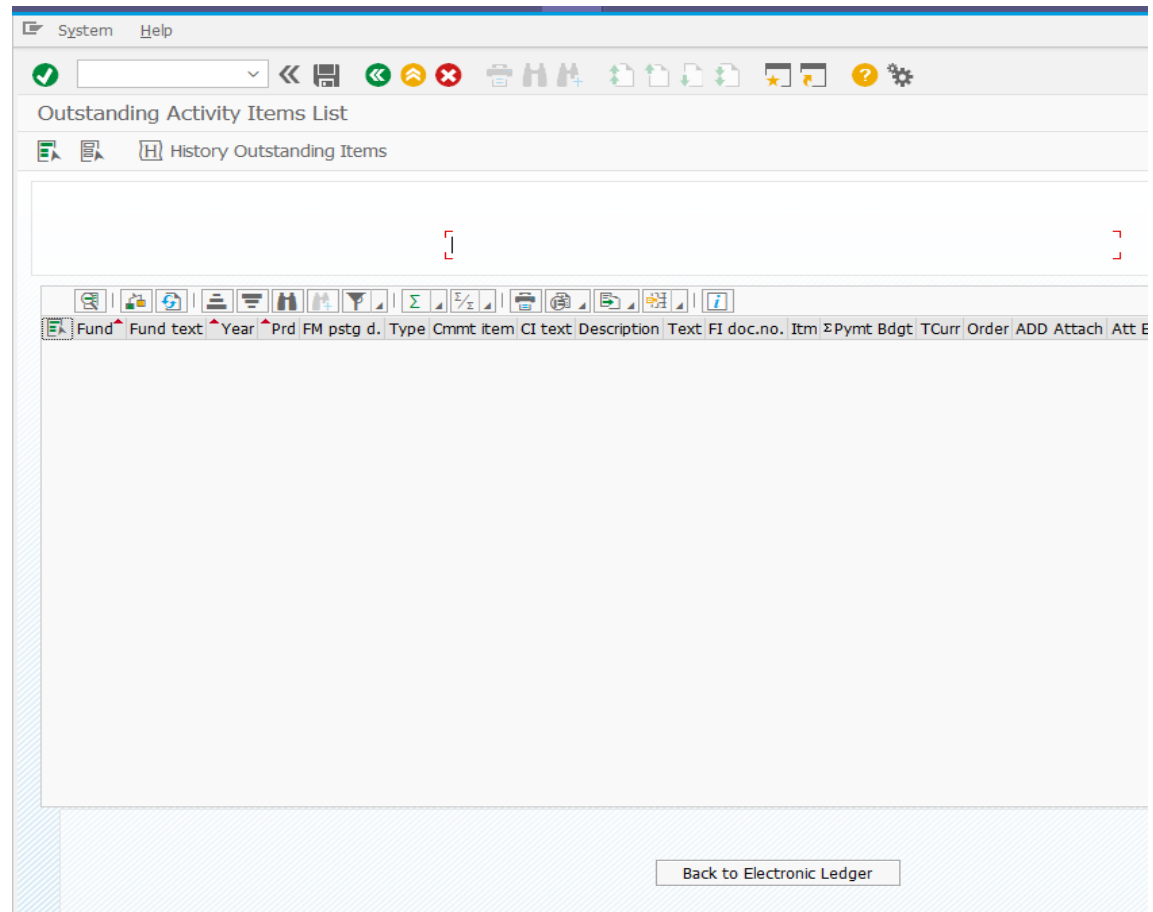 System Help
Outstanding Activity Items List
H History Outstanding Items
Fund Fund text Year Prd FM pstg d. Type Cmmt item CI text Description Text FI doc.no. Itm ΣPymt Bdgt TCurr Order ADD Attach Att E
Back to Electronic Ledger